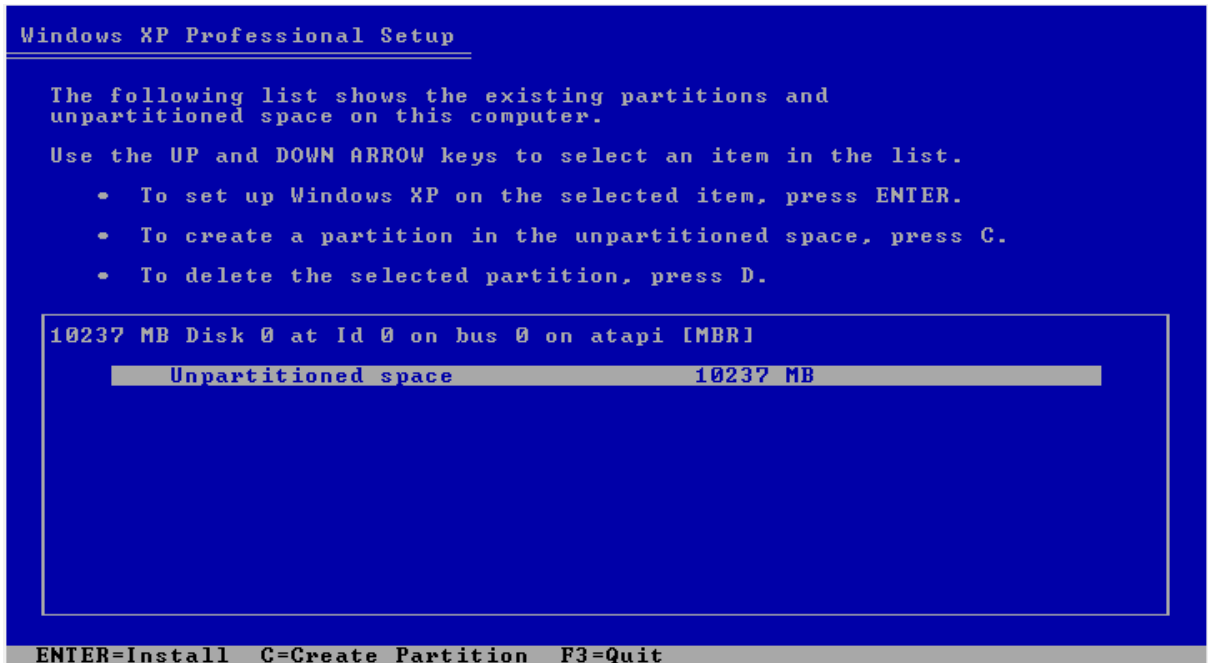 Windows XP Professional Setup
The following list shows the existing partitions and
unpartitioned space on this computer.
Use the UP and DOWN ARROW keys to select an item in the list.
• To set up Windows XP on the selected item, press ENTER.
• To create a partition in the unpartitioned space, press C.
• To delete the selected partition, press D.
10237 MB Disk 0 at Id 0 on bus 0 on atapi [MBR]
Unpartitioned space 10237 MB
ENTER=Install C=Create Partition F3=Quit